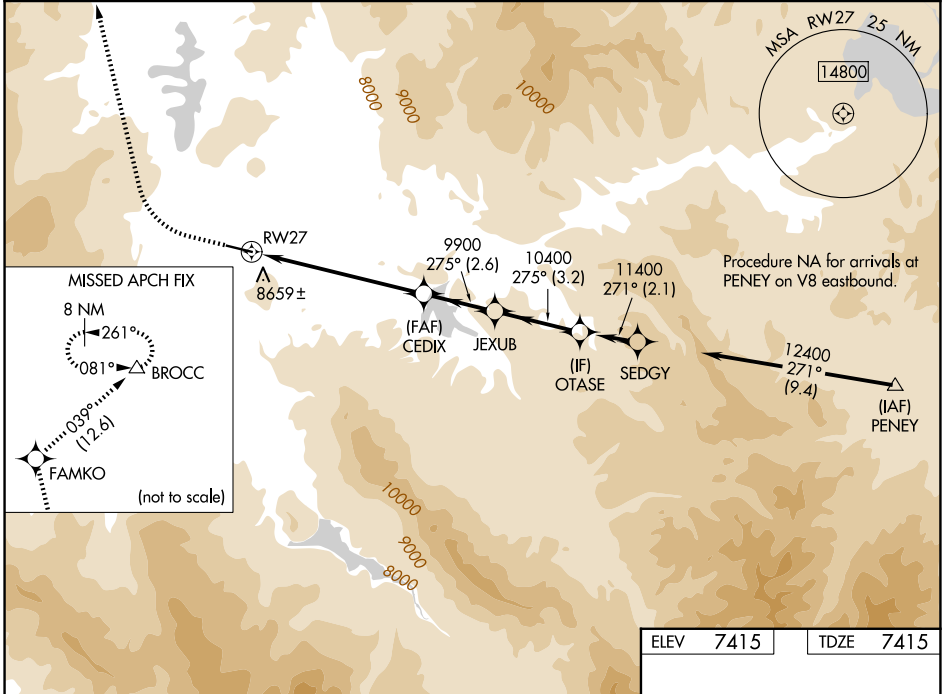 MSA RW27 25 NM
14800
8000
9000
10000
RW27
8659±
9900
275° (2.6)
10400
275° (3.2)
11400
271° (2.1)
Procedure NA for arrivals at
PENEY on V8 eastbound.
(FAF)
CEDIX
JEXUB
(IF)
OTASE
SEDGY
12400
271°
(9.4)
(IAF)
PENEY
MISSED APCH FIX
8 NM
261°
081°
BROCC
039°
(12.6)
FAMKO
(not to scale)
10000
9000
8000
ELEV 7415
TDZE 7415